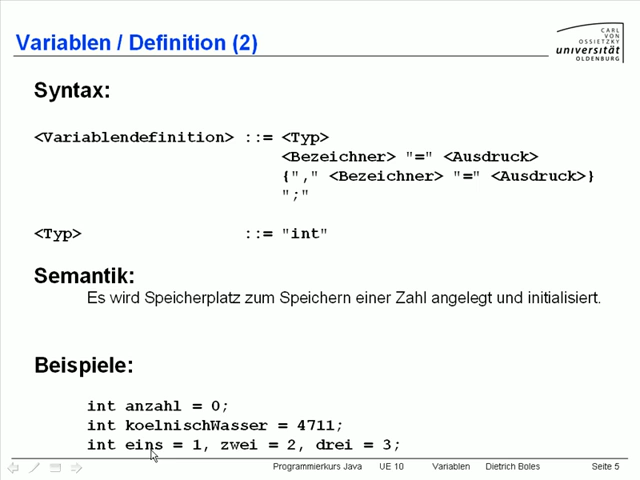 Variablen / Definition (2)
CARL
VON
OSSIETZKY
universität
OLDENBURG
Syntax:
<Variablendefinition> ::= <Typ>
<Bezeichner> "=" <Ausdruck>
{"," <Bezeichner> "=" <Ausdruck>}
";"
<Typ> ::= "int"
Semantik:
Es wird Speicherplatz zum Speichern einer Zahl angelegt und initialisiert.
Beispiele:
int anzahl = 0;
int koelnischWasser = 4711;
int eins = 1, zwei = 2, drei = 3;
Programmierkurs Java UE 10 Variablen Dietrich Boles Seite 5